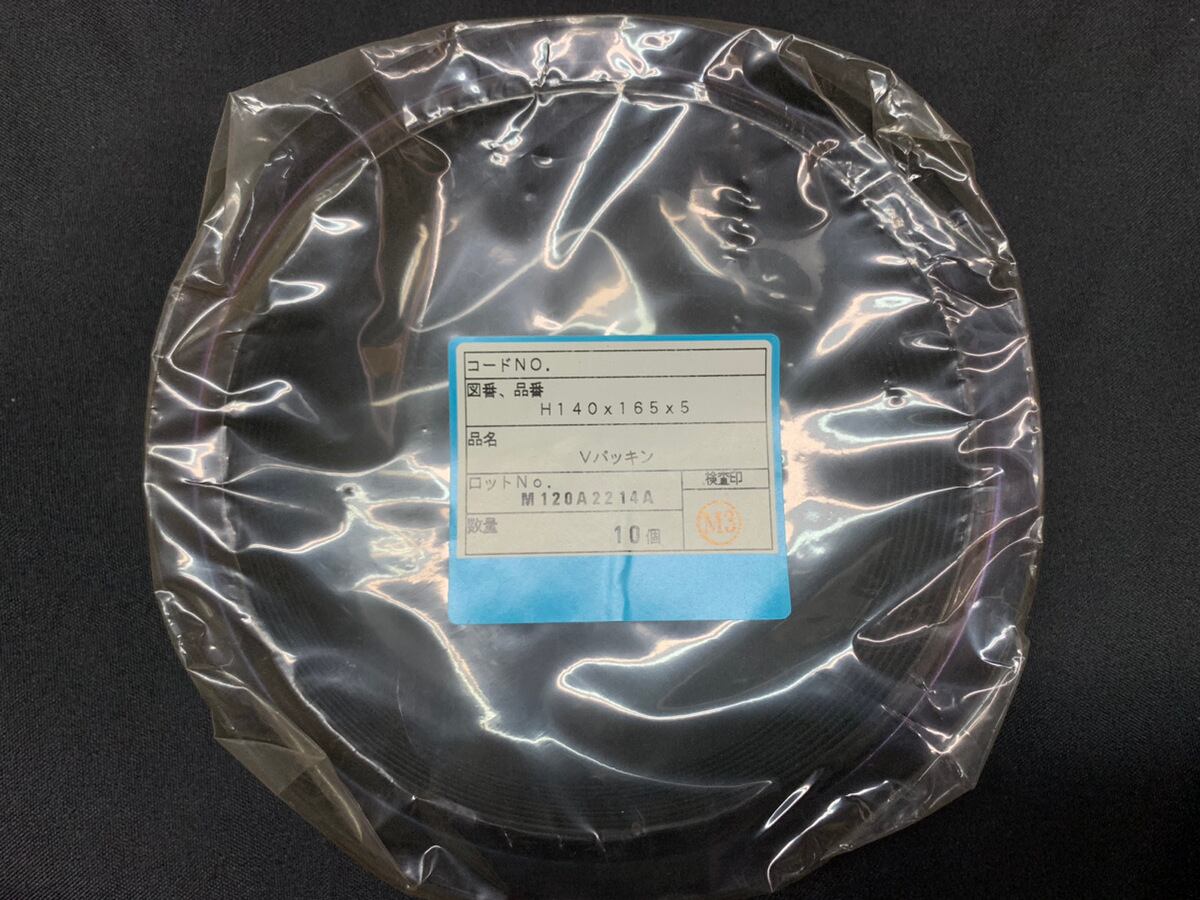 コードNO.
図番、品番
H140x165x5
品名
Vパッキン
ロットNo.
M120A2214A
検査印
数量
10個
M3